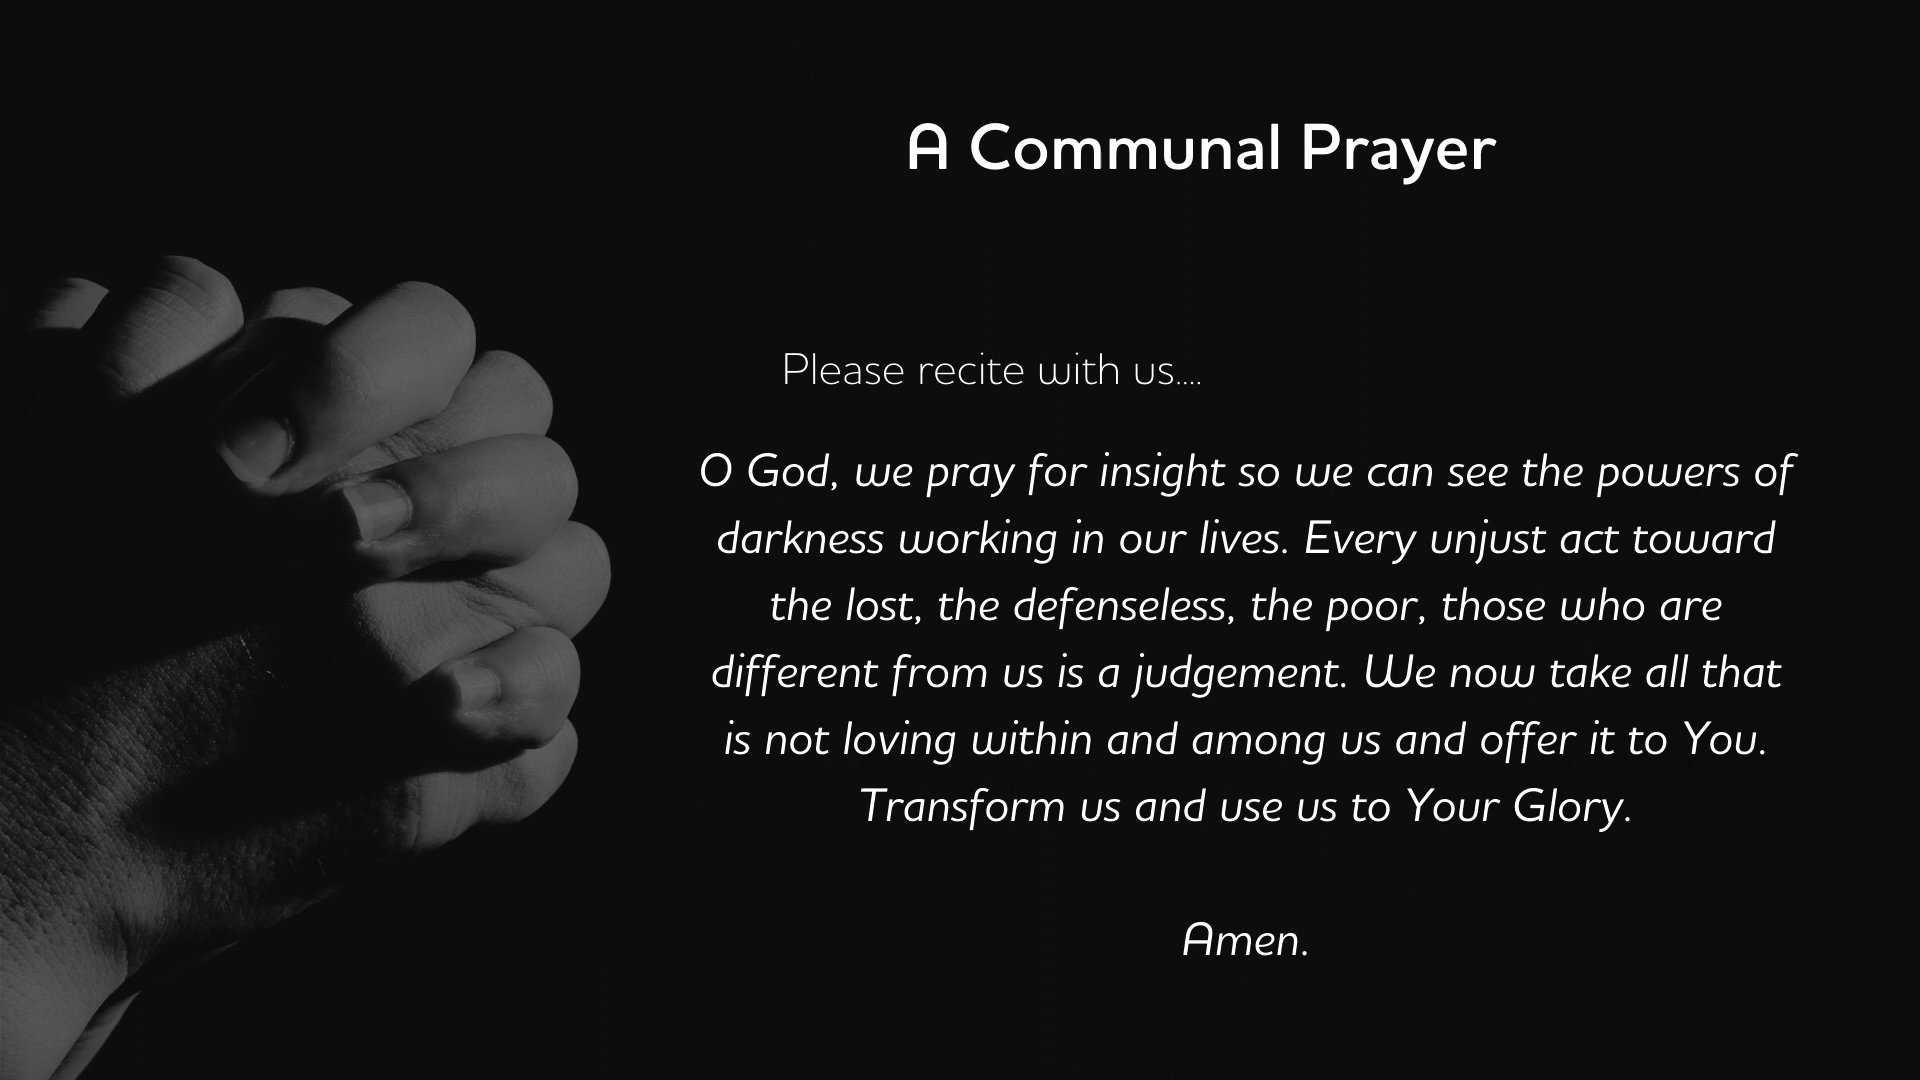 A Communal Prayer
Please recite with us....
O God, we pray for insight so we can see the powers of
darkness working in our lives. Every unjust act toward
the lost, the defenseless, the poor, those who are
different from us is a judgement. We now take all that
is not loving within and among us and offer it to You.
Transform us and use us to Your Glory.
Amen.